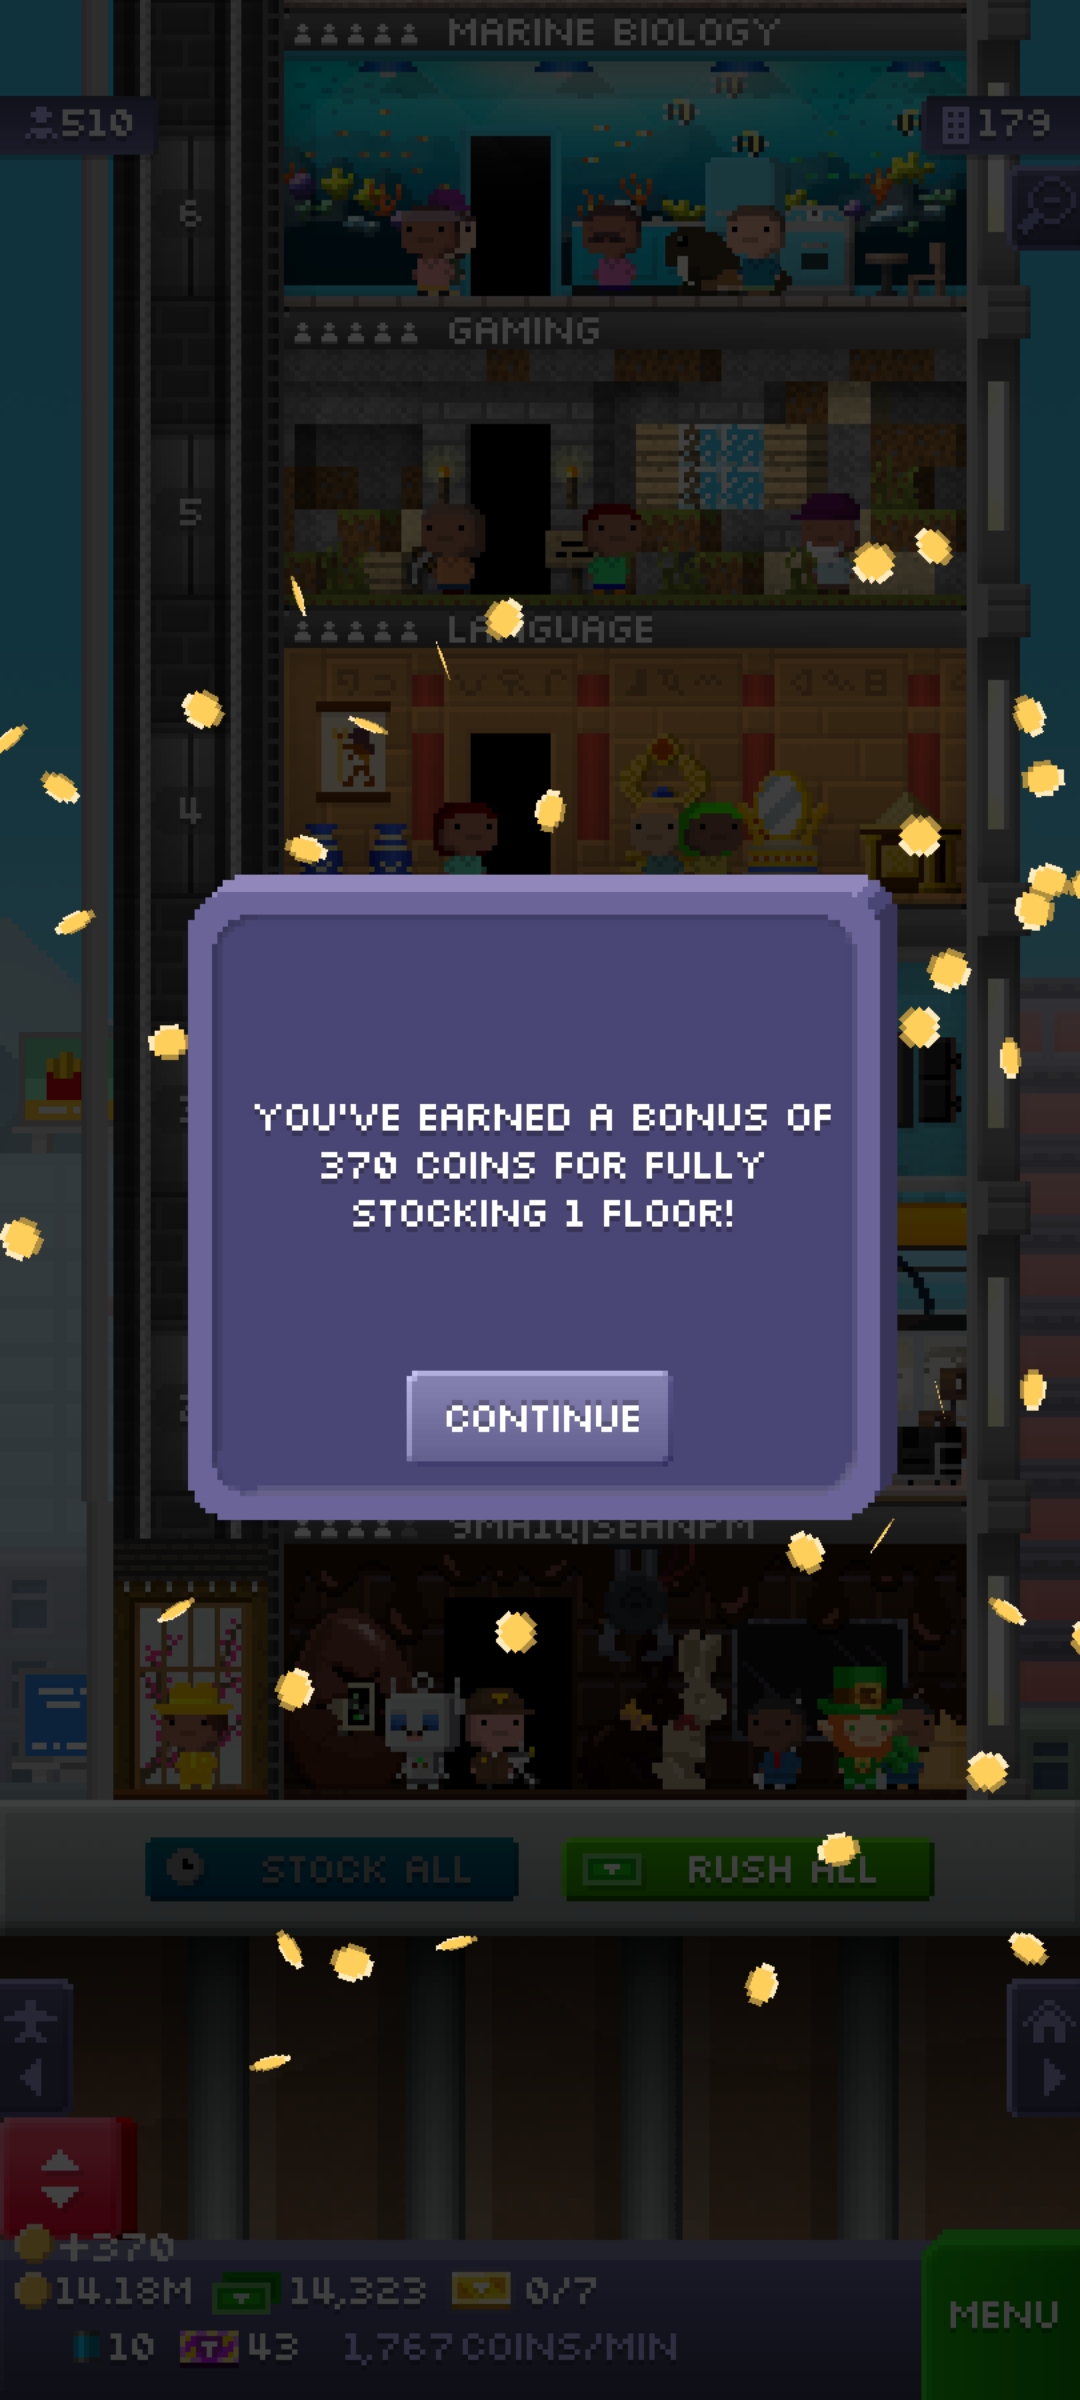 MARINE BIOLOGY
510
179
6
GAMING
5
LANGUAGE
4
YOU'VE EARNED A BONUS OF
370 COINS FOR FULLY
STOCKING 1 FLOOR!
CONTINUE
STOCK ALL
RUSH ALL
+370
14.18M
14,323
0/7
MENU
10
43
1,767 COINS/MIN